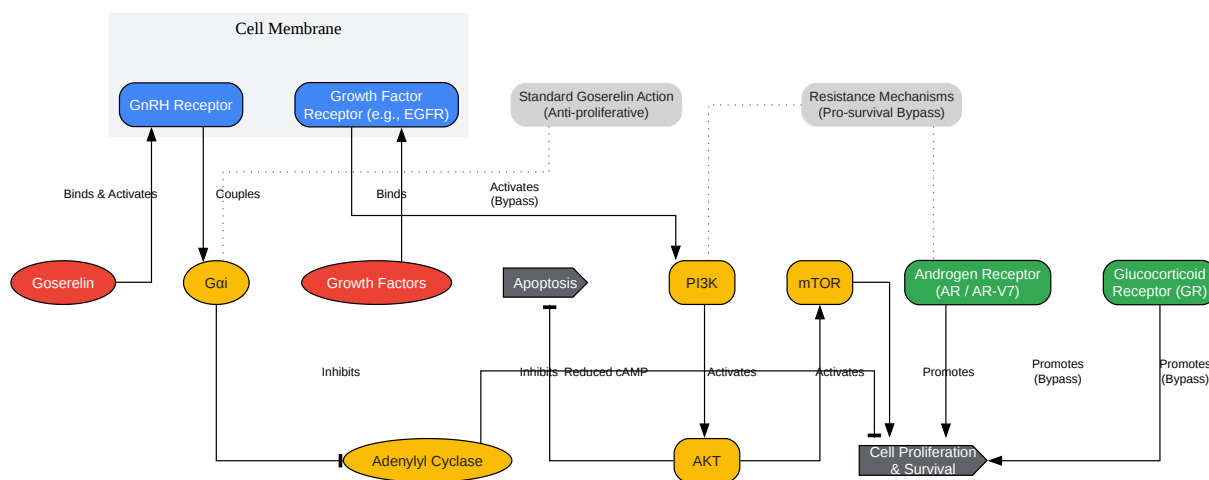 Cell Membrane
GnRH Receptor
Growth Factor
Receptor (e.g., EGFR)
Standard Goserelin Action
(Anti-proliferative)
Resistance Mechanisms
(Pro-survival Bypass)
Binds & Activates
Couples
Binds
Activates
(Bypass)
Goserelin
Gαi
Growth Factors
Apoptosis
PI3K
mTOR
Androgen Receptor
(AR / AR-V7)
Glucocorticoid
Receptor (GR)
Inhibits
Inhibits
Reduced cAMP
Activates
Activates
Promotes
Promotes
(Bypass)
Promotes
(Bypass)
Adenylyl Cyclase
AKT
Cell Proliferation
& Survival